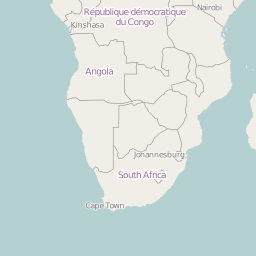 Nairobi
République démocratique
du Congo
Kinshasa
Angola
Johannesburg
South Africa
Cape Town